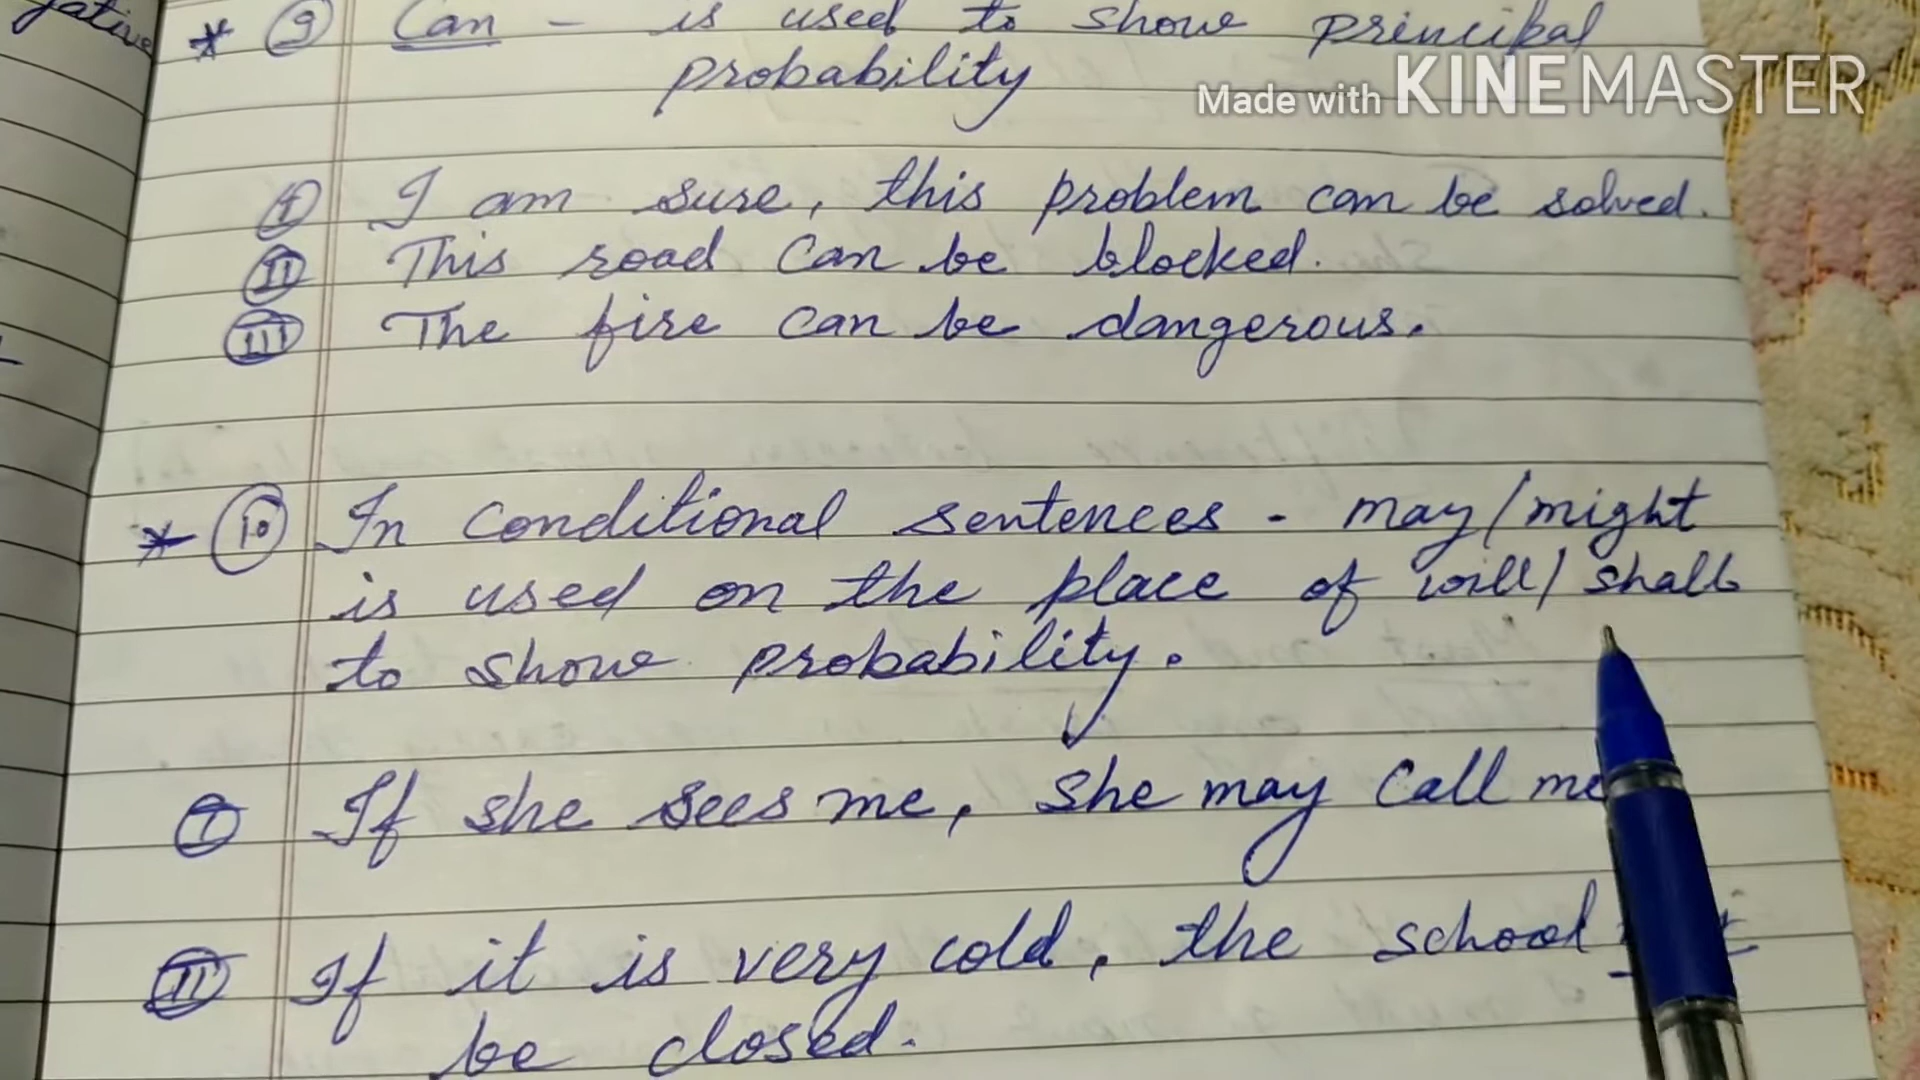 gative
* 9 Can - is used to show principal
probability
Made with KINEMASTER
I I am sure, this problem can be solved.
II This road can be blocked.
III The fire can be dangerous.
* 10 In conditional sentences - may/might
is used on the place of will/shall
to show probability.
I If she sees me, she may call me
II If it is very cold, the school
be closed.